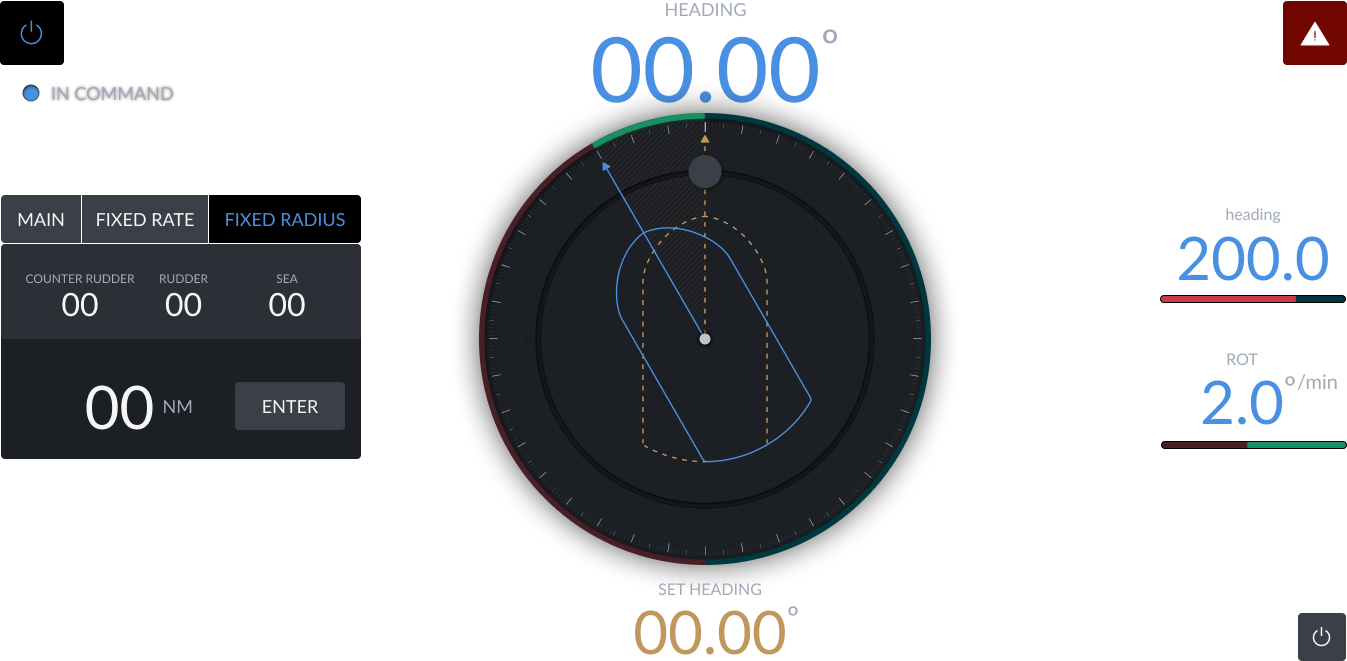 HEADING
00.00°
IN COMMAND
MAIN FIXED RATE FIXED RADIUS
COUNTER RUDDER RUDDER SEA
00 00 00
00 NM ENTER
heading
200.0
ROT
2.0°/min
SET HEADING
00.00°